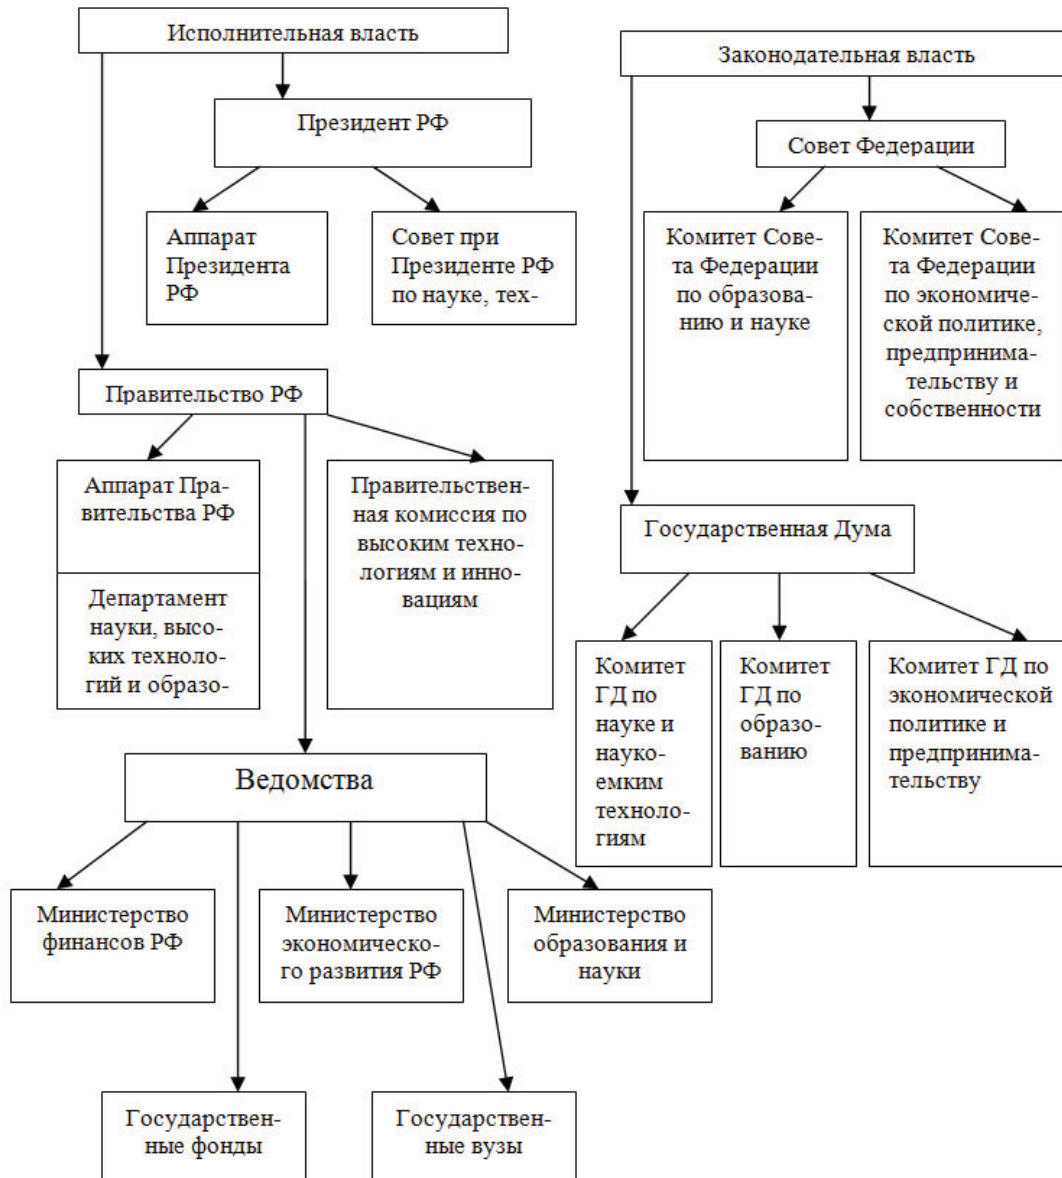 Исполнительная власть
Президент РФ
Аппарат
Президента
РФ
Совет при
Президенте РФ
по науке, тех-
Правительство РФ
Аппарат Пра-
вительства РФ
Департамент
науки, высо-
ких техноло-
гий и образо-
Правительствен-
ная комиссия по
высоким техно-
логиям и инно-
вациям
Ведомства
Министерство
финансов РФ
Министерство
экономическо-
го развития РФ
Министерство
образования и
науки
Государствен-
ные фонды
Государствен-
ные вузы
Законодательная власть
Совет Федерации
Комитет Сове-
та Федерации
по образова-
нию и науке
Комитет Сове-
та Федерации
по экономиче-
ской политике,
предпринима-
тельству и
собственности
Государственная Дума
Комитет
ГД по
науке и
науко-
емким
техноло-
гиям
Комитет
ГД по
образо-
ванию
Комитет ГД по
экономической
политике и
предпринима-
тельству